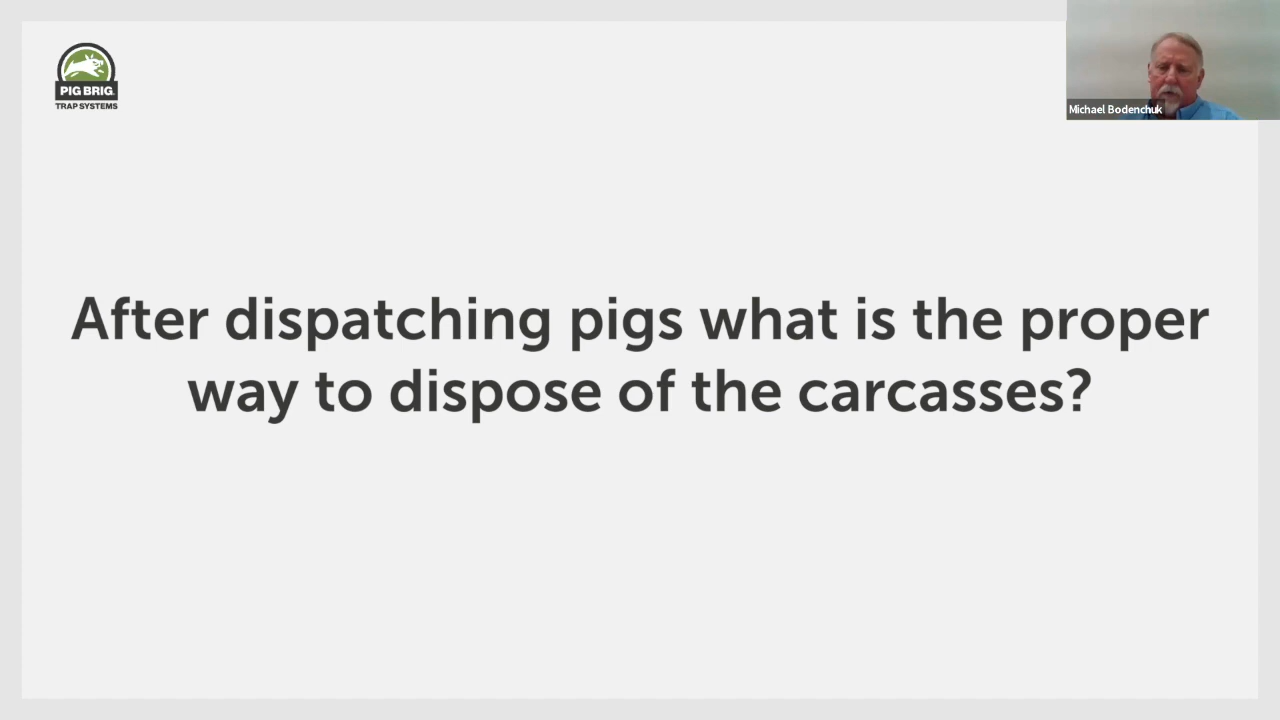 PIG BRIG
TRAP SYSTEMS
Michael Bodenchuk
After dispatching pigs what is the proper
way to dispose of the carcasses?